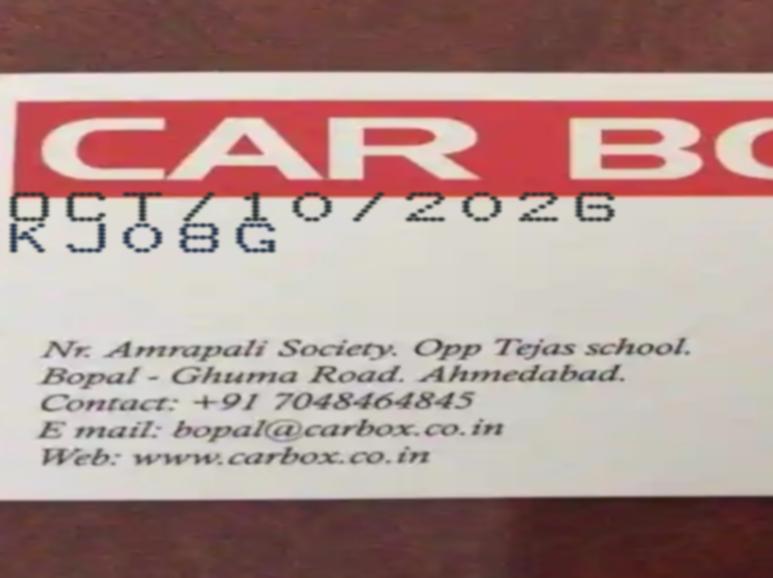 CAR BO
OCT/10/2026
KJ08G
Nr. Amrapali Society. Opp Tejas school.
Bopal - Ghuma Road. Ahmedabad.
Contact: +91 7048464845
E mail: bopal@carbox.co.in
Web: www.carbox.co.in